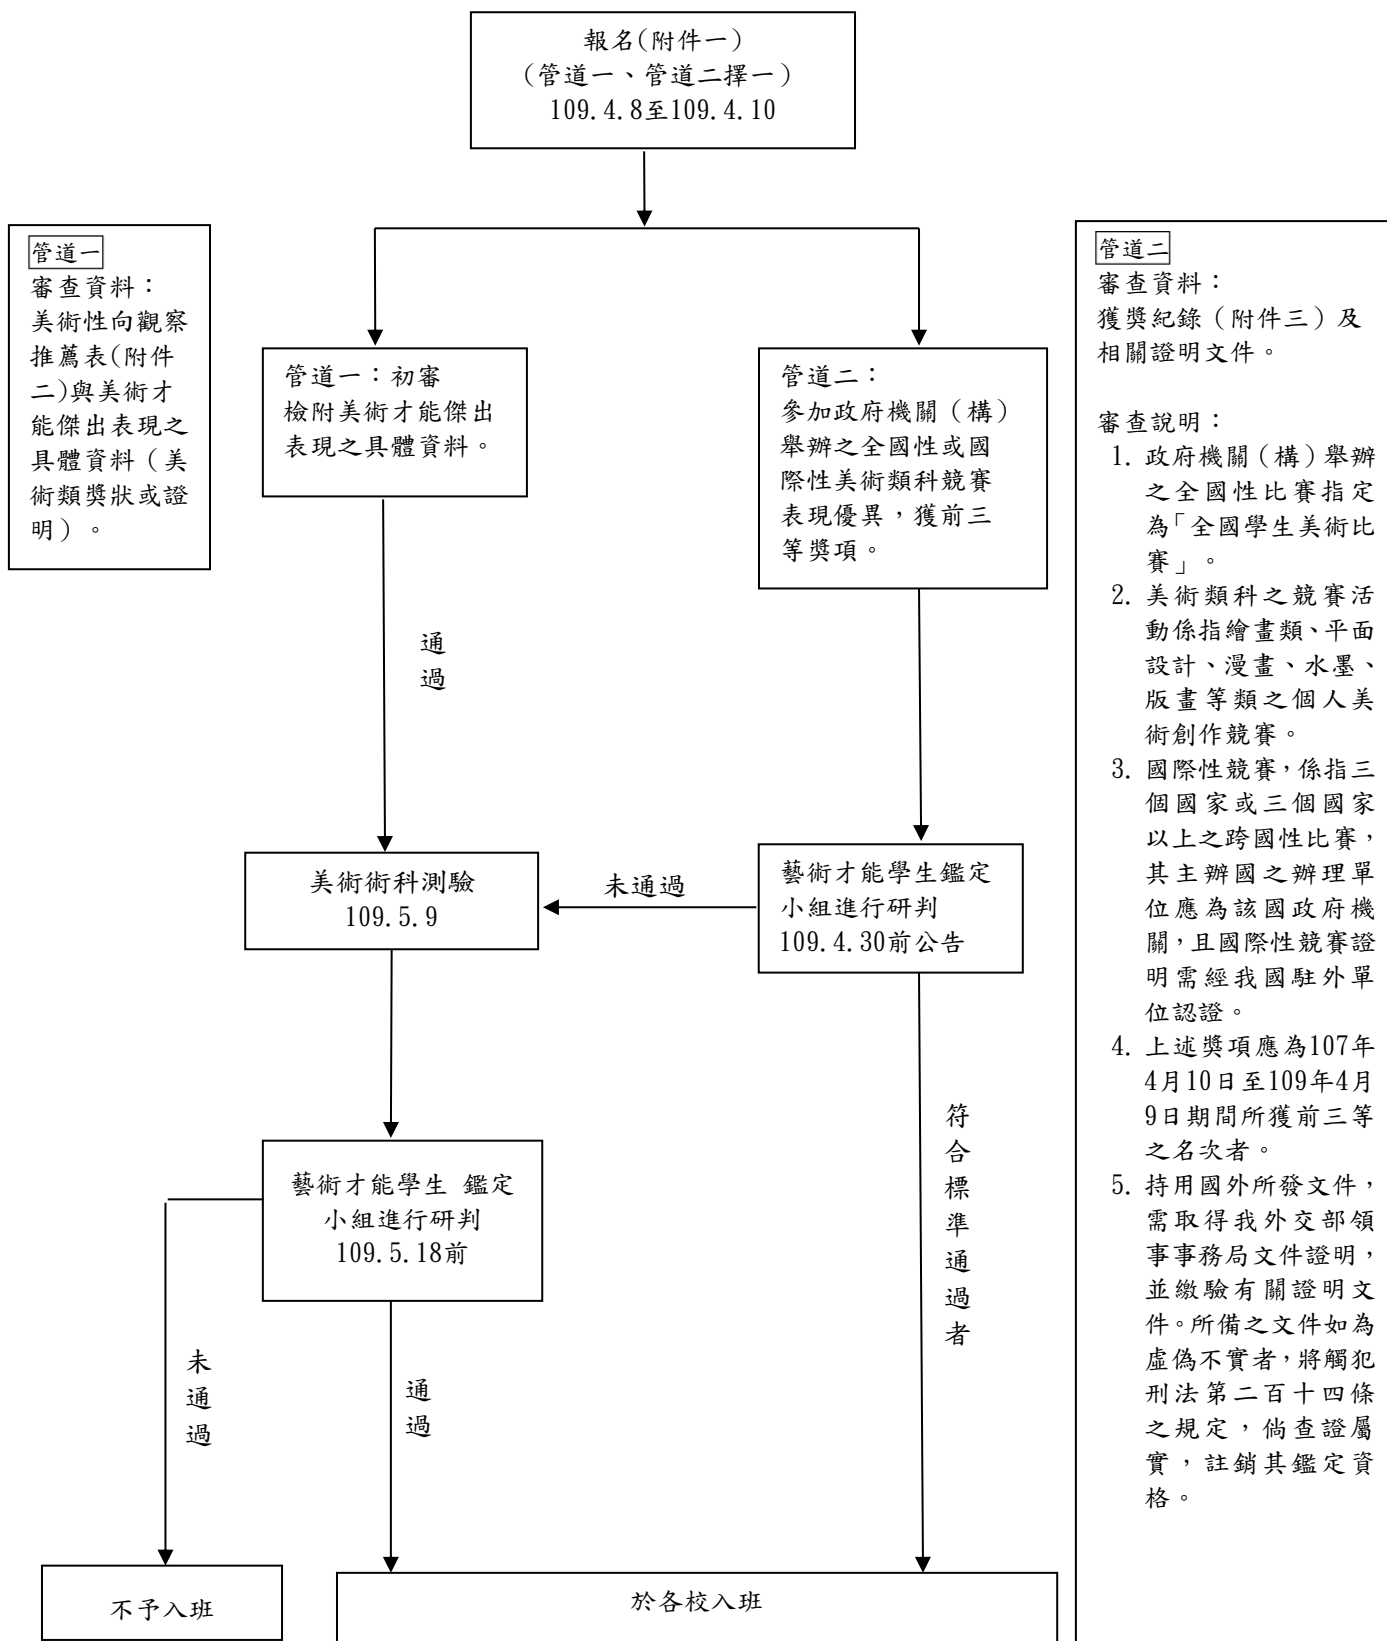 報名(附件一)
(管道一、管道二擇一)
109.4.8至109.4.10
管道一
審查資料：
美術性向觀察
推薦表(附件
二)與美術才
能傑出表現之
具體資料（美
術類獎狀或證
明）。
管道一：初審
檢附美術才能傑出
表現之具體資料。
管道二：
參加政府機關（構）
舉辦之全國性或國
際性美術類科競賽
表現優異，獲前三
等獎項。
管道二
審查資料：
獲獎紀錄（附件三）及
相關證明文件。
審查說明：
1. 政府機關（構）舉辦
之全國性比賽指定
為「全國學生美術比
賽」。
2. 美術類科之競賽活
動係指繪畫類、平面
設計、漫畫、水墨、
版畫等類之個人美
術創作競賽。
3. 國際性競賽，係指三
個國家或三個國家
以上之跨國性比賽，
其主辦國之辦理單
位應為該國政府機
關，且國際性競賽證
明需經我國駐外單
位認證。
4. 上述獎項應為107年
4月10日至109年4月
9日期間所獲前三等
之名次者。
5. 持用國外所發文件，
需取得我外交部領
事事務局文件證明，
並繳驗有關證明文
件。所備之文件如為
虛偽不實者，將觸犯
刑法第二百十四條
之規定，倘查證屬
實，註銷其鑑定資
格。
通過
美術術科測驗
109.5.9
未通過
藝術才能學生鑑定
小組進行研判
109.4.30前公告
藝術才能學生 鑑定
小組進行研判
109.5.18前
符合標準通過者
未通過
通過
不予入班
於各校入班